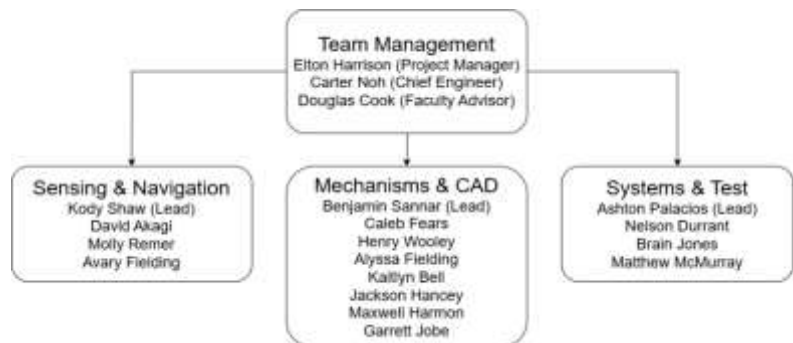 Team Management
Elton Harrison (Project Manager)
Carter Noh (Chief Engineer)
Douglas Cook (Faculty Advisor)
Sensing & Navigation
Kody Shaw (Lead)
David Akagi
Molly Remer
Avary Fielding
Mechanisms & CAD
Benjamin Sannar (Lead)
Caleb Fears
Henry Wooley
Alyssa Fielding
Kaitlyn Bell
Jackson Hancey
Maxwell Harmon
Garrett Jobe
Systems & Test
Ashton Palacios (Lead)
Nelson Durrant
Brain Jones
Matthew McMurray